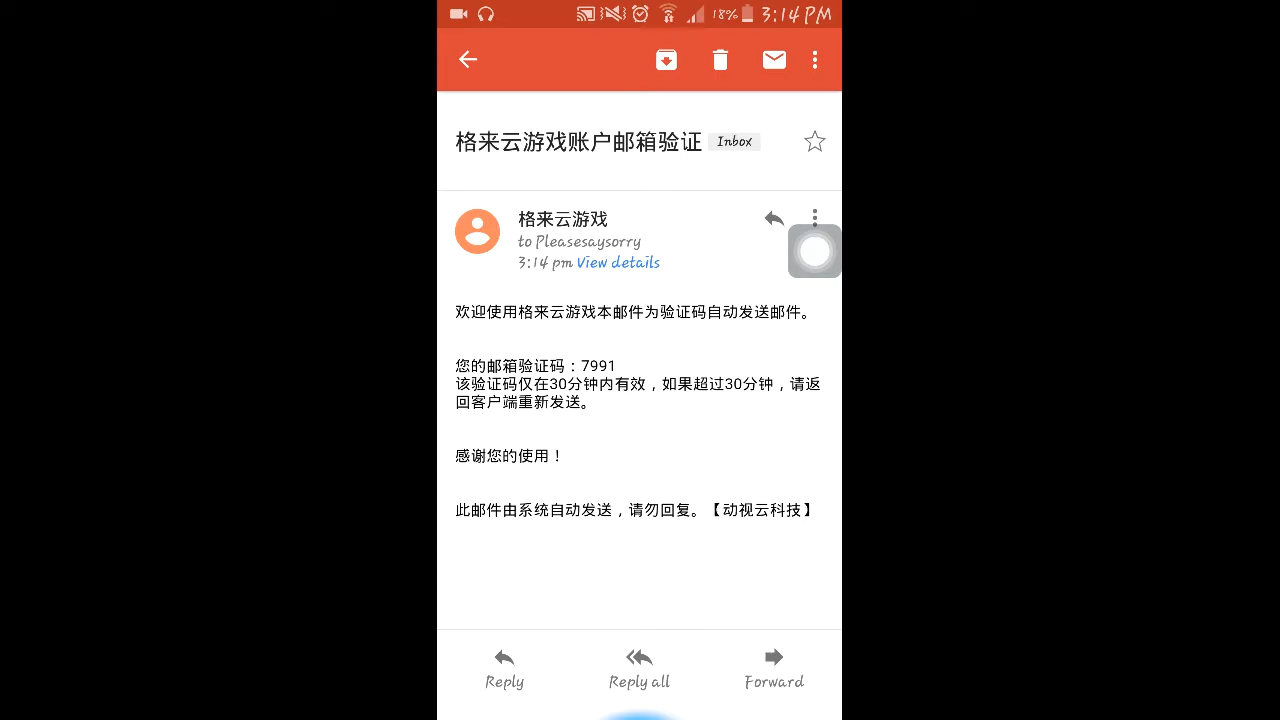 18% 3:14 PM
格来云游戏账户邮箱验证 Inbox
格来云游戏
to Pleasesaysorry
3:14 pm View details
欢迎使用格来云游戏本邮件为验证码自动发送邮件。
您的邮箱验证码：7991
该验证码仅在30分钟内有效，如果超过30分钟，请返
回客户端重新发送。
感谢您的使用！
此邮件由系统自动发送，请勿回复。【动视云科技】
Reply Reply all Forward